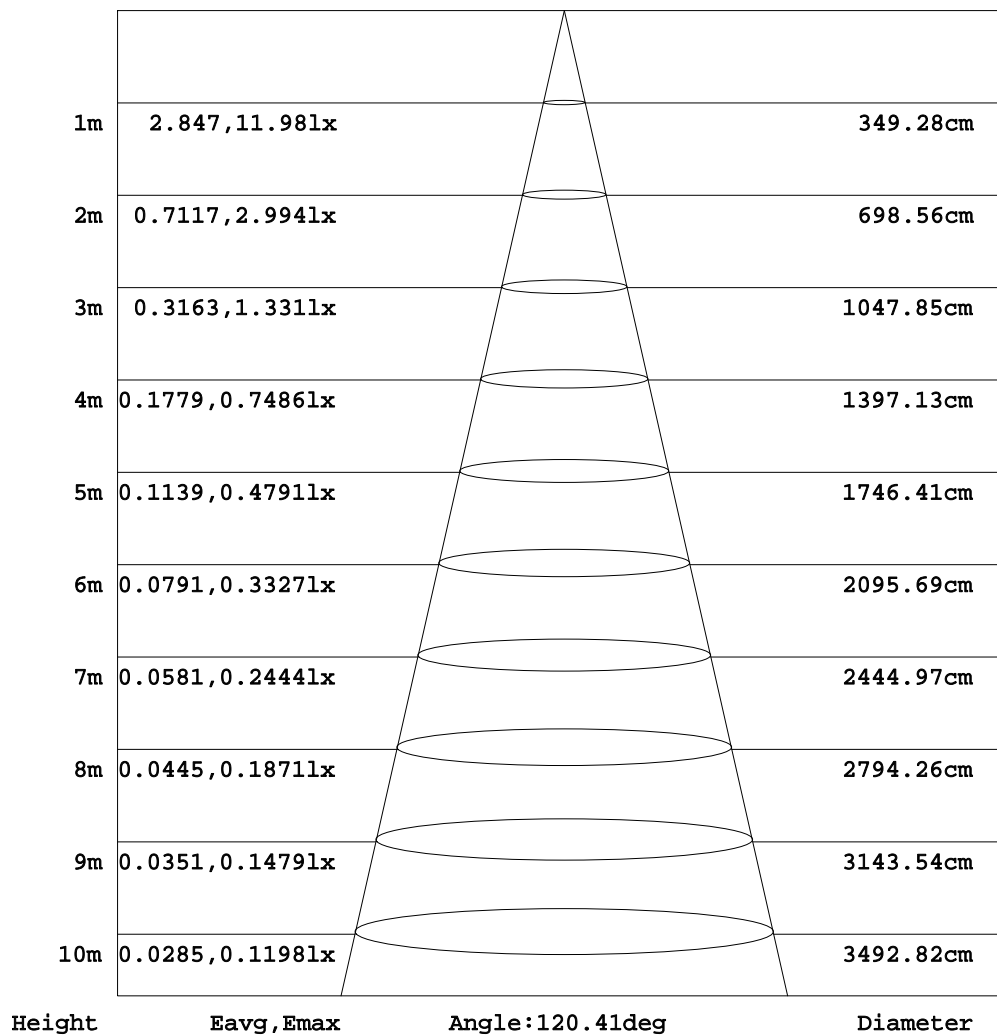 1m 2.847,11.98lx 349.28cm
2m 0.7117,2.994lx 698.56cm
3m 0.3163,1.331lx 1047.85cm
4m 0.1779,0.7486lx 1397.13cm
5m 0.1139,0.4791lx 1746.41cm
6m 0.0791,0.3327lx 2095.69cm
7m 0.0581,0.2444lx 2444.97cm
8m 0.0445,0.1871lx 2794.26cm
9m 0.0351,0.1479lx 3143.54cm
10m 0.0285,0.1198lx 3492.82cm
Height Eavg,Emax Angle:120.41deg Diameter